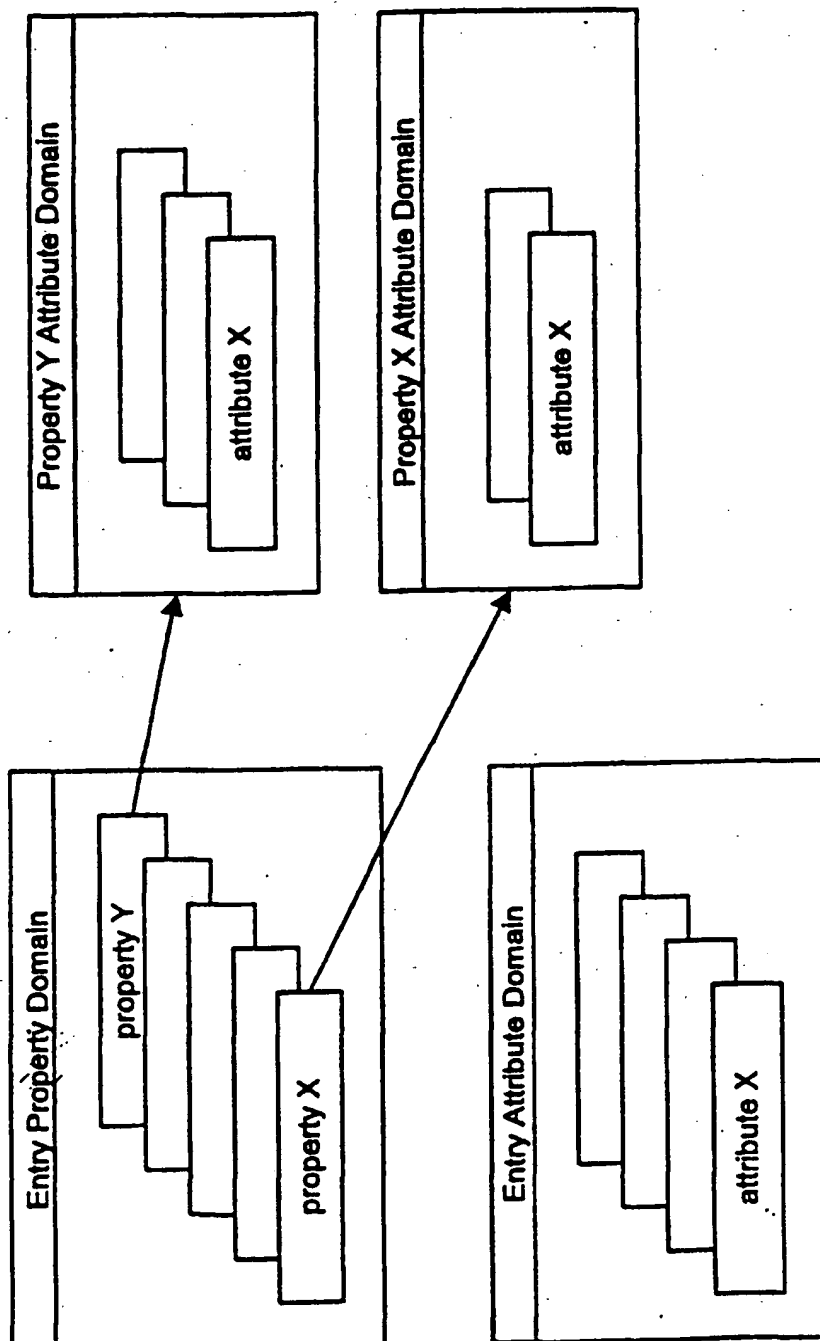 Entry Property Domain
property Y
property X
Property Y Attribute Domain
attribute X
Property X Attribute Domain
attribute X
Entry Attribute Domain
attribute X